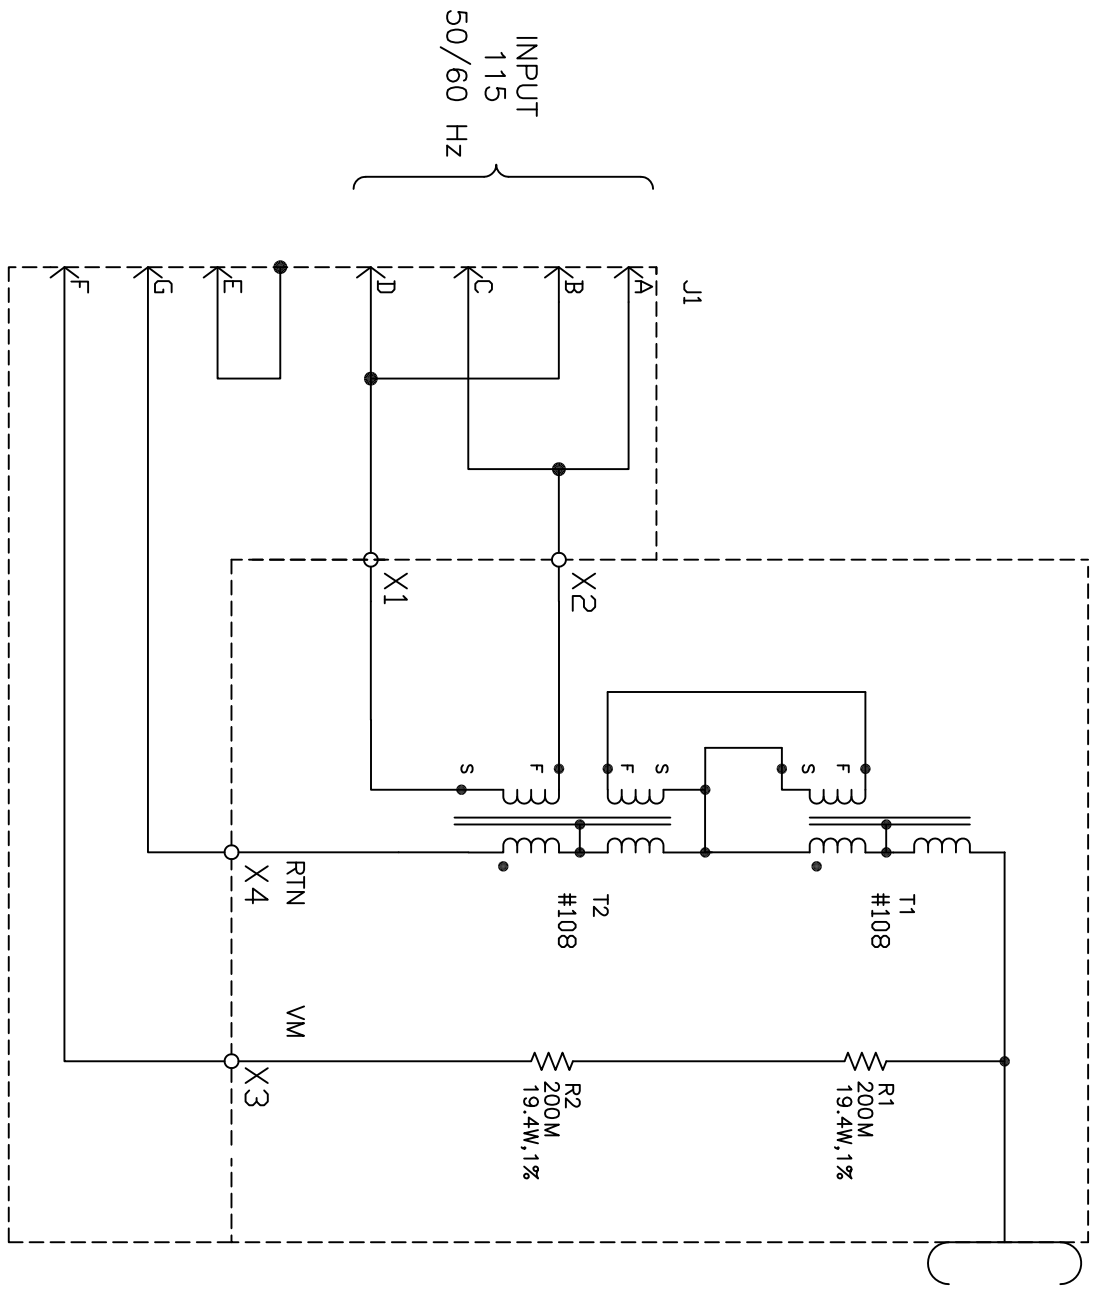 INPUT
115
50/60 Hz
J1
A
B
C
D
E
G
F
X2
X1
F
S
S
F
F
S
T1
#108
T2
#108
RTN
X4
VM
X3
R1
200M
19.4W,1%
R2
200M
19.4W,1%